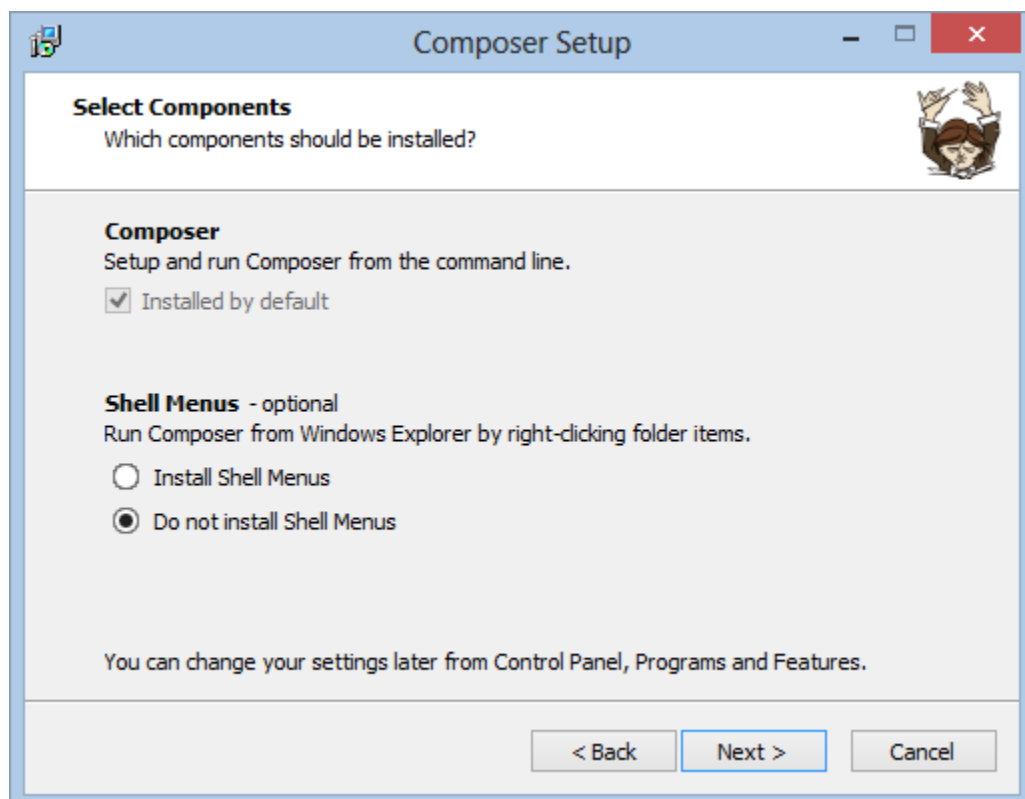 Composer Setup
Select Components
Which components should be installed?
Composer
Setup and run Composer from the command line.
Installed by default
Shell Menus - optional
Run Composer from Windows Explorer by right-clicking folder items.
Install Shell Menus
Do not install Shell Menus
You can change your settings later from Control Panel, Programs and Features.
< Back Next > Cancel